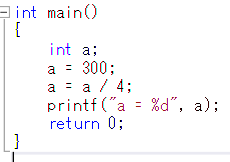 int main()
{
    int a;
    a = 300;
    a = a / 4;
    printf("a = %d", a);
    return 0;
}